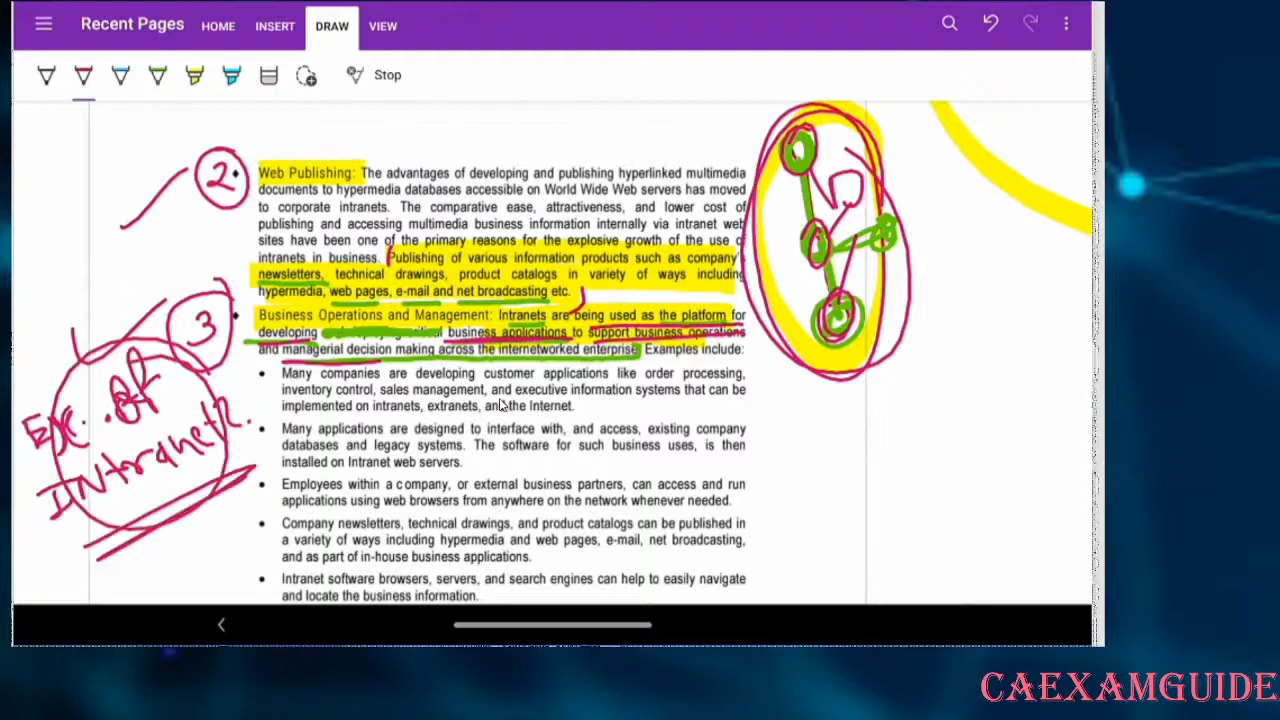 Recent Pages HOME INSERT DRAW VIEW
Stop
2
Web Publishing: The advantages of developing and publishing hyperlinked multimedia
documents to hypermedia databases accessible on World Wide Web servers has moved
to corporate intranets. The comparative ease, attractiveness, and lower cost of
publishing and accessing multimedia business information internally via intranet web
sites have been one of the primary reasons for the explosive growth of the use of
intranets in business. Publishing of various information products such as company's
newsletters, technical drawings, product catalogs in variety of ways including
hypermedia, web pages, e-mail and net broadcasting etc.
3
Business Operations and Management: Intranets are being used as the platform for
developing business applications to support business operations
and managerial decision making across the internetworked enterprise. Examples include:
• Many companies are developing customer applications like order processing,
inventory control, sales management, and executive information systems that can be
implemented on intranets, extranets, and the Internet.
• Many applications are designed to interface with, and access, existing company
databases and legacy systems. The software for such business uses, is then
installed on Intranet web servers.
• Employees within a company, or external business partners, can access and run
applications using web browsers from anywhere on the network whenever needed.
• Company newsletters, technical drawings, and product catalogs can be published in
a variety of ways including hypermedia and web pages, e-mail, net broadcasting,
and as part of in-house business applications.
• Intranet software browsers, servers, and search engines can help to easily navigate
and locate the business information.
Ex.
Intranet
CAEXAMGUIDE